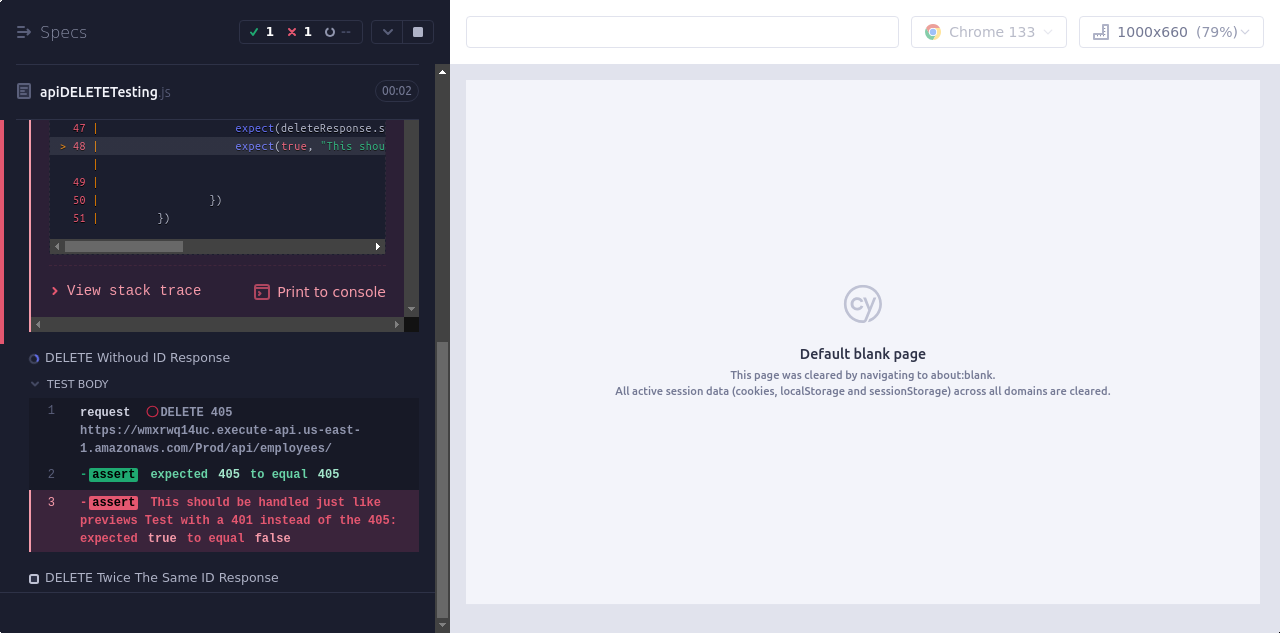 Specs
1 1 --
Chrome 133
1000x660 (79%)
apiDELETETesting.js
00:02
47 | expect(deleteResponse.s
> 48 | expect(true, "This shou
|
49 |
50 | })
51 | })
View stack trace
Print to console
DELETE Withoud ID Response
TEST BODY
1 request DELETE 405
https://wmxrwq14uc.execute-api.us-east-
1.amazonaws.com/Prod/api/employees/
2 -assert expected 405 to equal 405
3 -assert This should be handled just like
previews Test with a 401 instead of the 405:
expected true to equal false
DELETE Twice The Same ID Response
cy
Default blank page
This page was cleared by navigating to about:blank.
All active session data (cookies, localStorage and sessionStorage) across all domains are cleared.